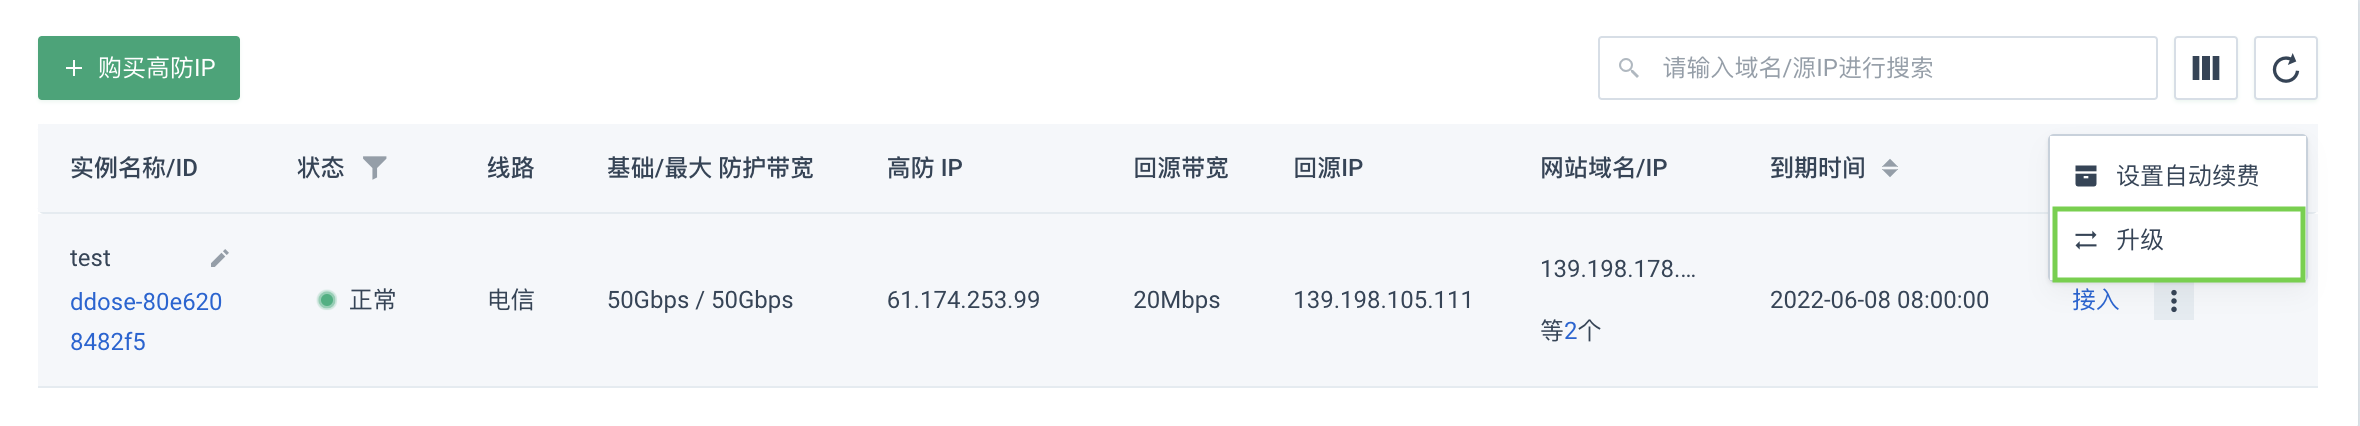 + 购买高防IP
请输入域名/源IP进行搜索
实例名称/ID 状态 线路 基础/最大 防护带宽 高防 IP 回源带宽 回源IP 网站域名/IP 到期时间
设置自动续费
升级
test
ddose-80e620
8482f5
正常 电信 50Gbps / 50Gbps 61.174.253.99 20Mbps 139.198.105.111
139.198.178....
等2个
2022-06-08 08:00:00 接入